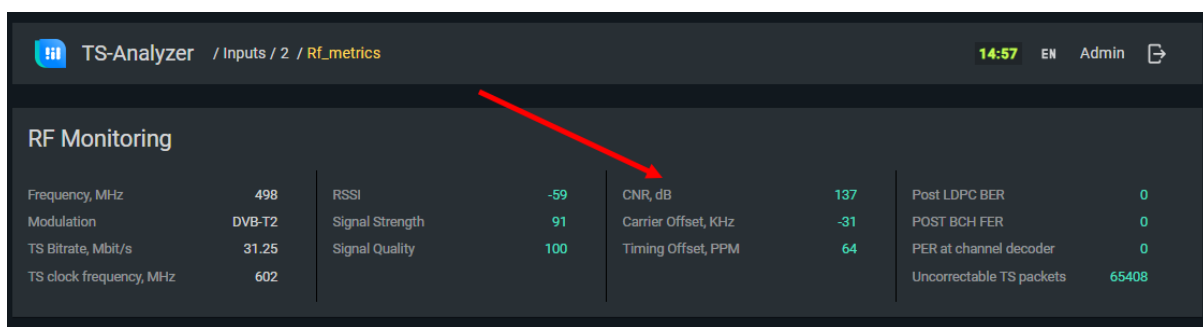 TS-Analyzer / Inputs / 2 / Rf_metrics 14:57 EN Admin
RF Monitoring
Frequency, MHz 498
Modulation DVB-T2
TS Bitrate, Mbit/s 31.25
TS clock frequency, MHz 602
RSSI -59
Signal Strength 91
Signal Quality 100
CNR, dB 137
Carrier Offset, KHz -31
Timing Offset, PPM 64
Post LDPC BER 0
POST BCH FER 0
PER at channel decoder 0
Uncorrectable TS packets 65408